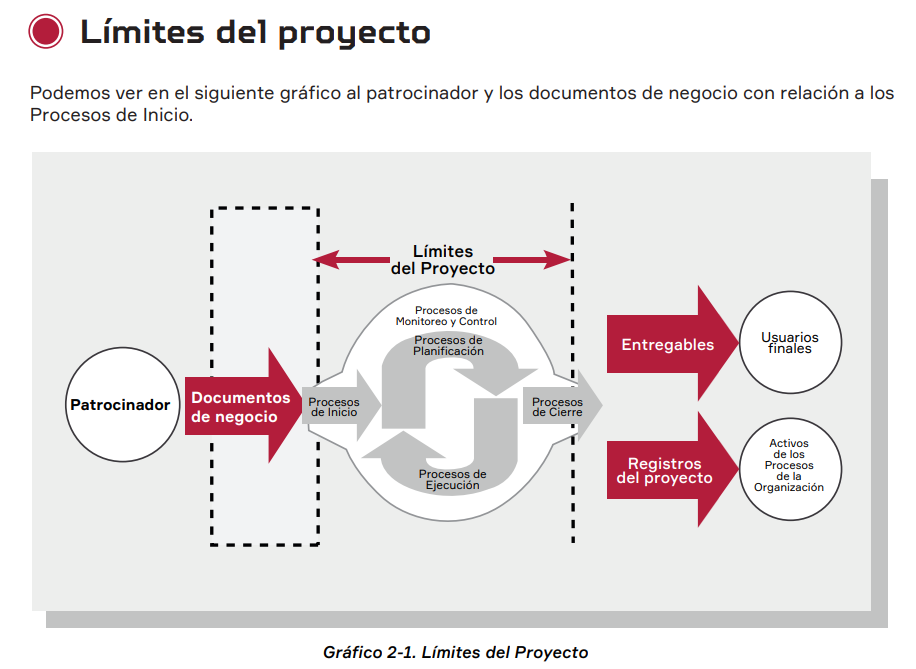 Límites del proyecto
Podemos ver en el siguiente gráfico al patrocinador y los documentos de negocio con relación a los
Procesos de Inicio.
Límites
del Proyecto
Procesos de
Monitoreo y Control
Procesos de
Planificación
Patrocinador
Documentos
de negocio
Procesos
de Inicio
Procesos
de Cierre
Procesos de
Ejecución
Entregables
Usuarios
finales
Registros
del proyecto
Activos
de los
Procesos
de la
Organización
Gráfico 2-1. Límites del Proyecto